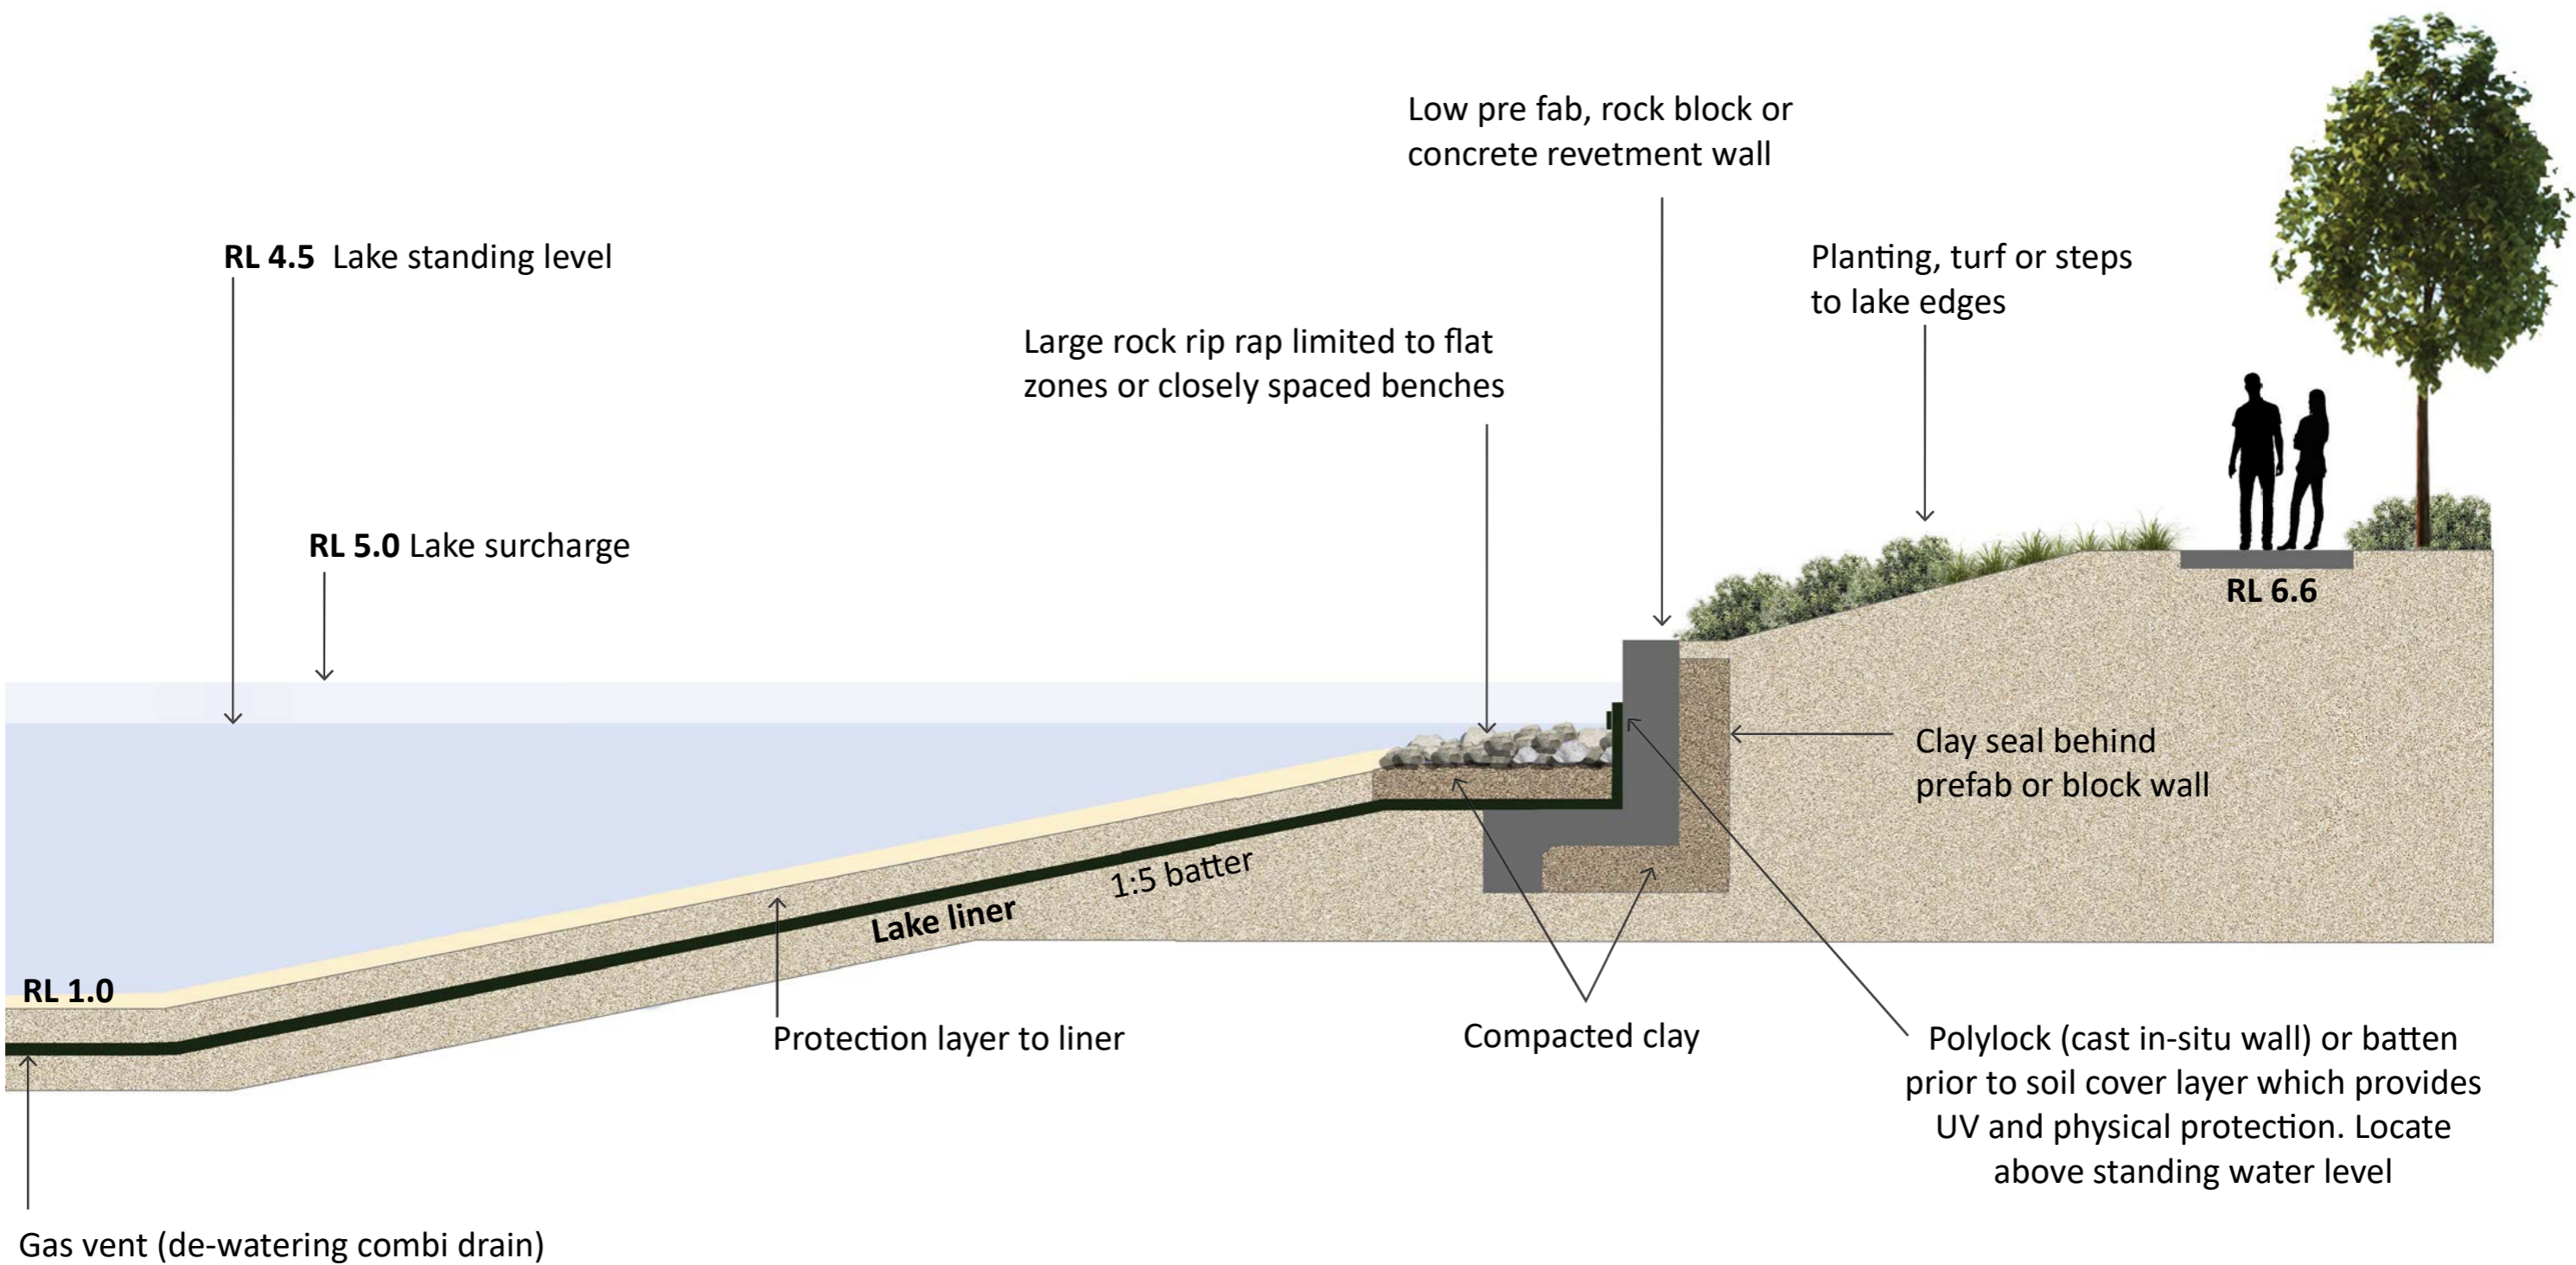 Low pre fab, rock block or
concrete revetment wall
RL 4.5 Lake standing level
Planting, turf or steps
to lake edges
Large rock rip rap limited to flat
zones or closely spaced benches
RL 5.0 Lake surcharge
RL 6.6
Clay seal behind
prefab or block wall
1:5 batter
Lake liner
RL 1.0
Protection layer to liner
Compacted clay
Polylock (cast in-situ wall) or batten
prior to soil cover layer which provides
UV and physical protection. Locate
above standing water level
Gas vent (de-watering combi drain)